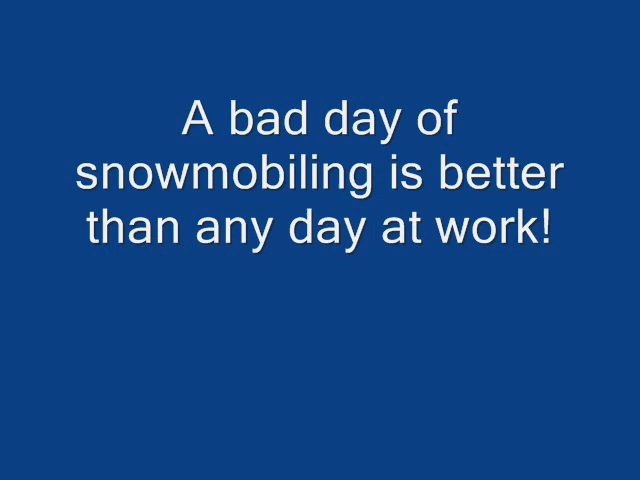 A bad day of
snowmobiling is better
than any day at work!